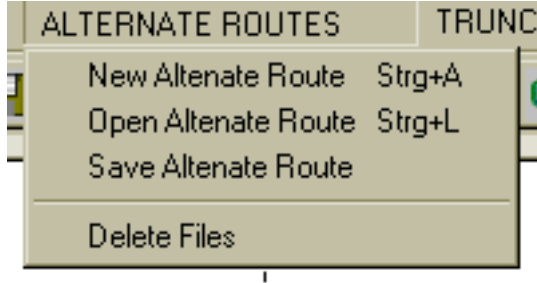 ALTERNATE ROUTES TRUNC
New Altenate Route Strg+A
Open Altenate Route Strg+L
Save Altenate Route
Delete Files